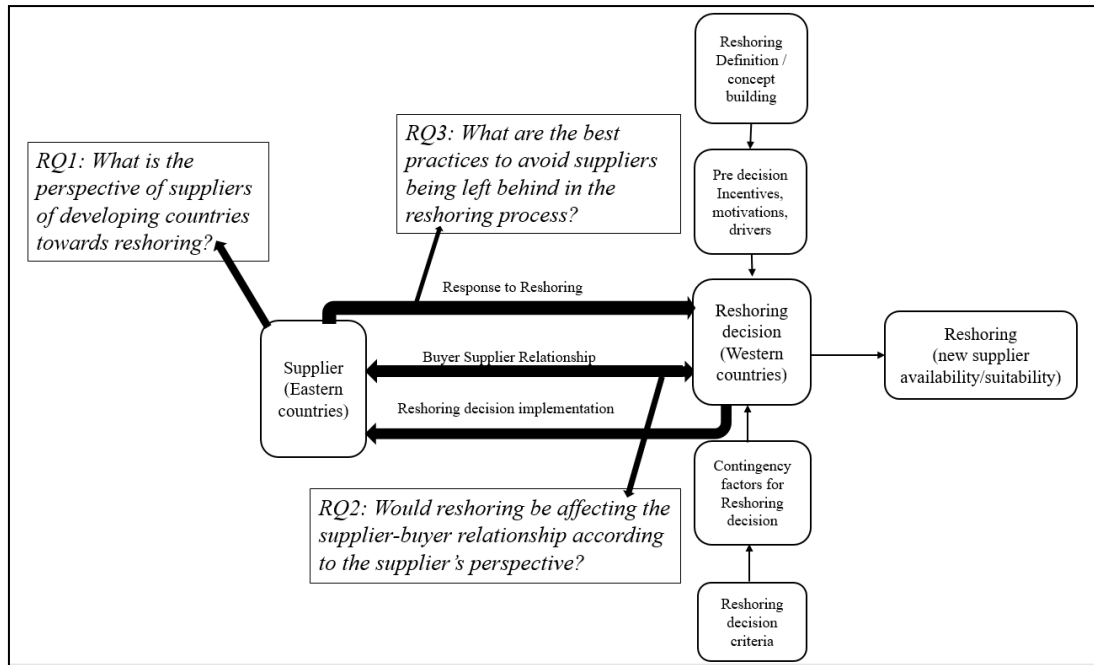 Reshoring
Definition /
concept
building
RQ1: What is the
perspective of suppliers
of developing countries
towards reshoring?
RQ3: What are the best
practices to avoid suppliers
being left behind in the
reshoring process?
Pre decision
Incentives,
motivations,
drivers
Response to Reshoring
Supplier
(Eastern
countries)
Buyer Supplier Relationship
Reshoring decision implementation
Reshoring
decision
(Western
countries)
Reshoring
(new supplier
availability/suitability)
RQ2: Would reshoring be affecting the
supplier-buyer relationship according
to the supplier’s perspective?
Contingency
factors for
Reshoring
decision
Reshoring
decision
criteria